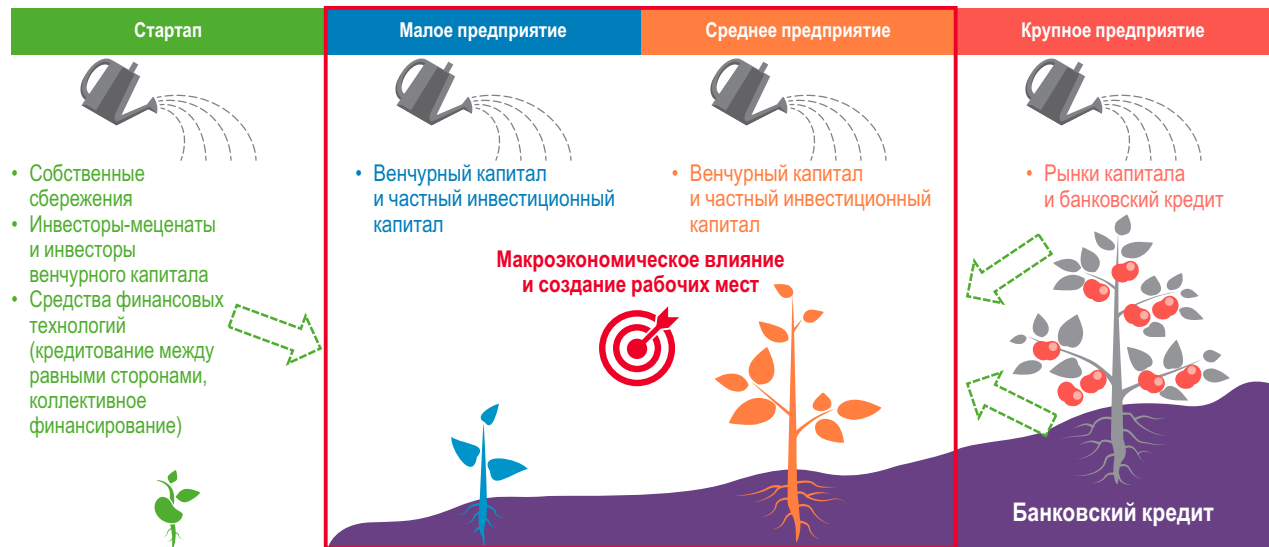 Стартап
Малое предприятие
Среднее предприятие
Крупное предприятие
• Собственные
сбережения
• Инвесторы-меценаты
и инвесторы
венчурного капитала
• Средства финансовых
технологий
(кредитование между
равными сторонами,
коллективное
финансирование)
• Венчурный капитал
и частный инвестиционный
капитал
• Венчурный капитал
и частный инвестиционный
капитал
• Рынки капитала
и банковский кредит
Макроэкономическое влияние
и создание рабочих мест
Банковский кредит